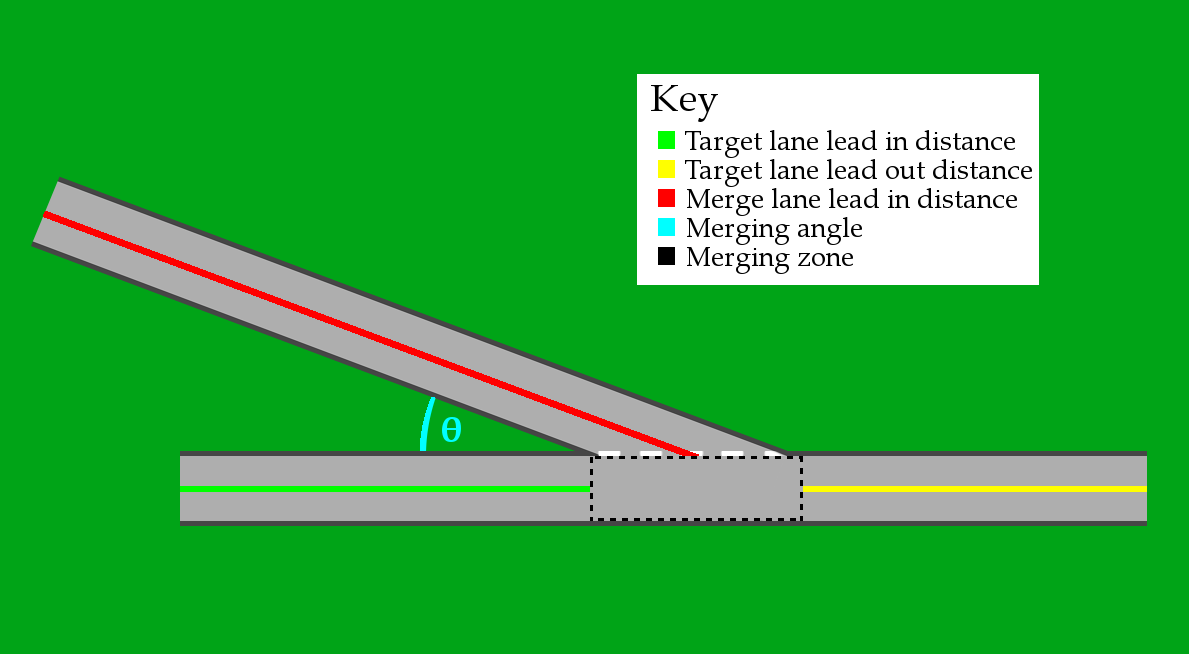 Key
Target lane lead in distance
Target lane lead out distance
Merge lane lead in distance
Merging angle
Merging zone
θ